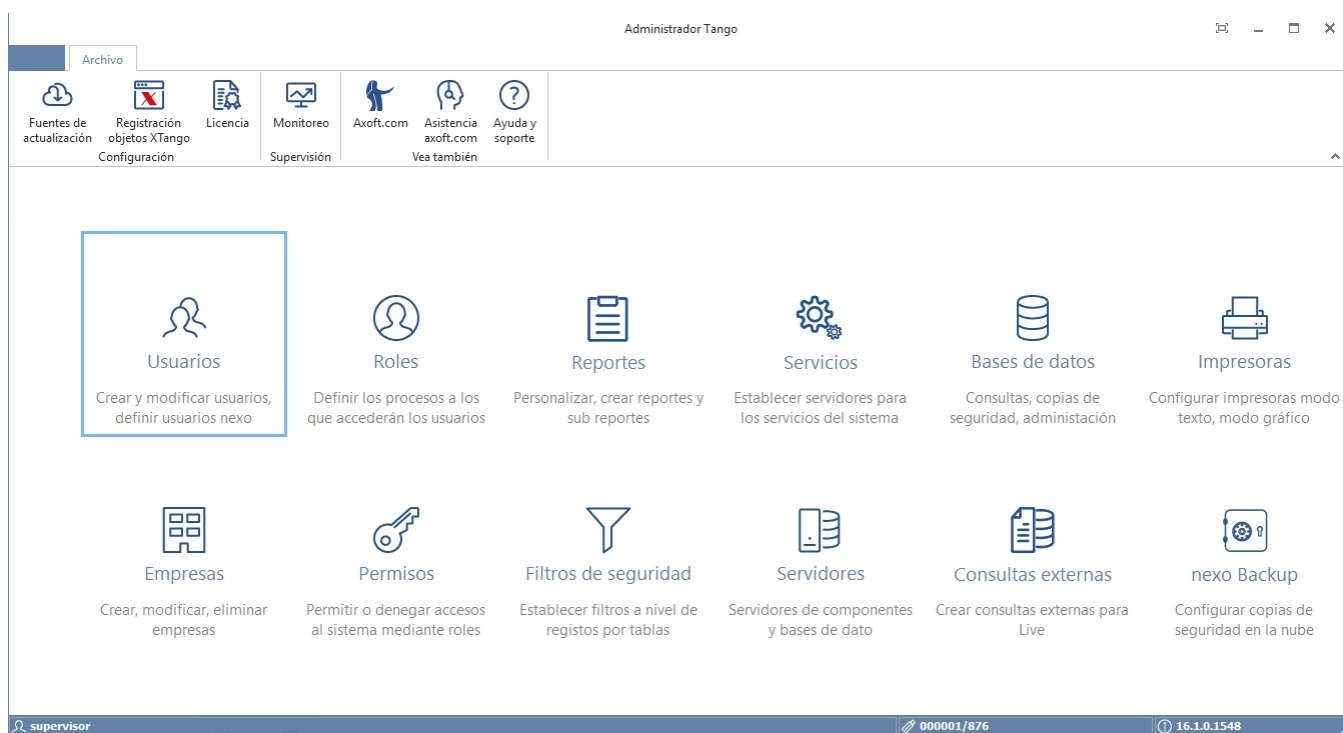 Administrador Tango
Archivo
Fuentes de actualización
Registración objetos XTango
Licencia
Monitoreo
Axoft.com
Asistencia axoft.com
Ayuda y soporte
Configuración
Supervisión
Vea también
Usuarios
Crear y modificar usuarios,
definir usuarios nexo
Roles
Definir los procesos a los
que accederán los usuarios
Reportes
Personalizar, crear reportes y
sub reportes
Servicios
Establecer servidores para
los servicios del sistema
Bases de datos
Consultas, copias de
seguridad, administación
Impresoras
Configurar impresoras modo
texto, modo gráfico
Empresas
Crear, modificar, eliminar
empresas
Permisos
Permitir o denegar accesos
al sistema mediante roles
Filtros de seguridad
Establecer filtros a nivel de
registos por tablas
Servidores
Servidores de componentes
y bases de dato
Consultas externas
Crear consultas externas para
Live
nexo Backup
Configurar copias de
seguridad en la nube
supervisor
000001/876
16.1.0.1548